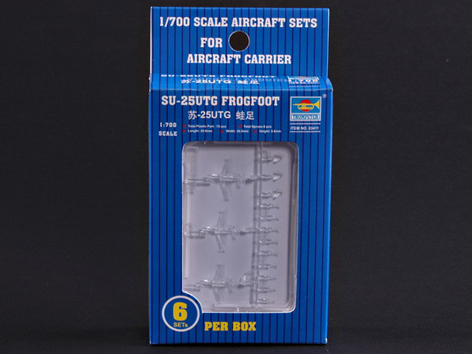 1/700 SCALE AIRCRAFT SETS
FOR
AIRCRAFT CARRIER
SU-25UTG FROGFOOT
苏-25UTG 蛙足
1:700
SCALE
TRUMPETER
6
SETs
PER BOX